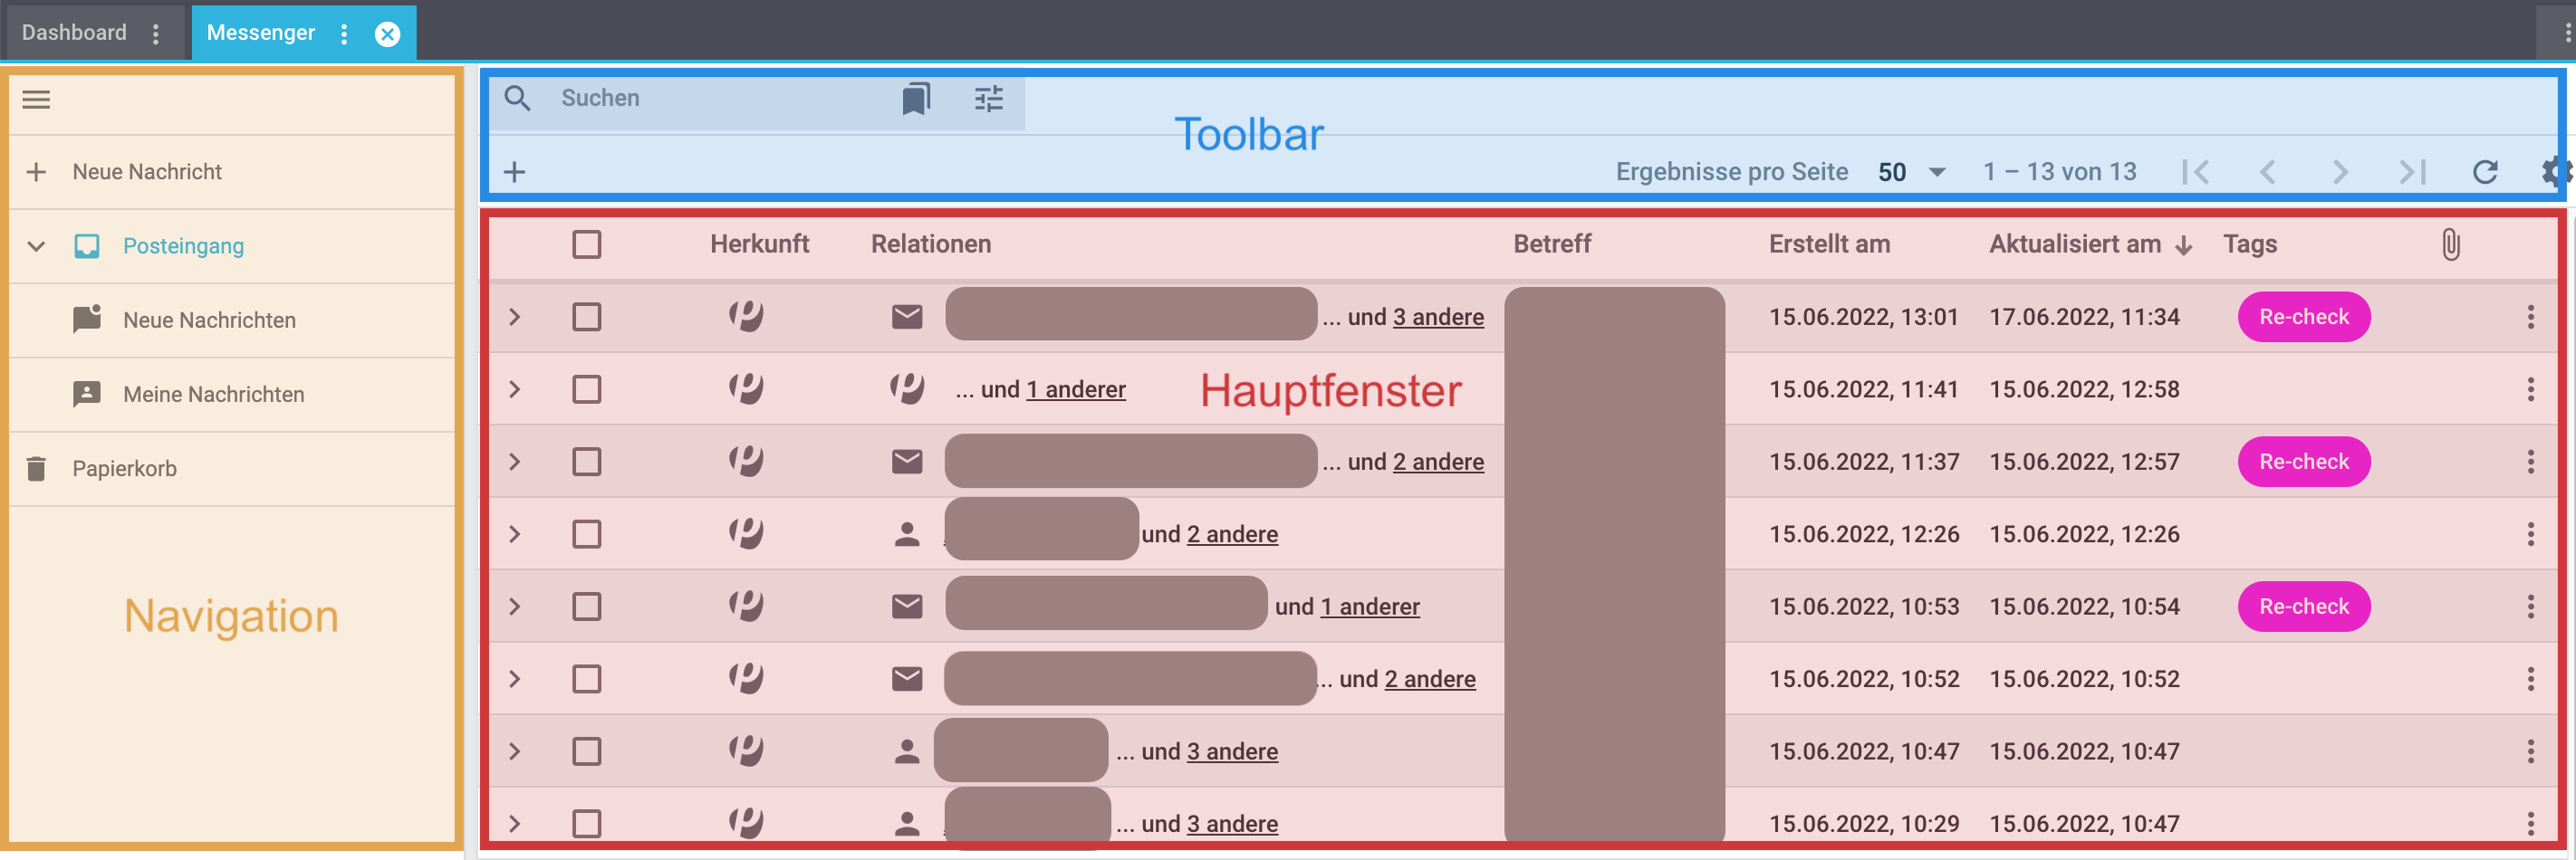 Dashboard
Messenger
Neue Nachricht
Posteingang
Neue Nachrichten
Meine Nachrichten
Papierkorb
Navigation
Suchen
Toolbar
Ergebnisse pro Seite 50 1 – 13 von 13
Herkunft Relationen Betreff Erstellt am Aktualisiert am Tags
... und 3 andere 15.06.2022, 13:01 17.06.2022, 11:34 Re-check
... und 1 anderer 15.06.2022, 11:41 15.06.2022, 12:58
Hauptfenster
... und 2 andere 15.06.2022, 11:37 15.06.2022, 12:57 Re-check
und 2 andere 15.06.2022, 12:26 15.06.2022, 12:26
und 1 anderer 15.06.2022, 10:53 15.06.2022, 10:54 Re-check
... und 2 andere 15.06.2022, 10:52 15.06.2022, 10:52
... und 3 andere 15.06.2022, 10:47 15.06.2022, 10:47
... und 3 andere 15.06.2022, 10:29 15.06.2022, 10:47